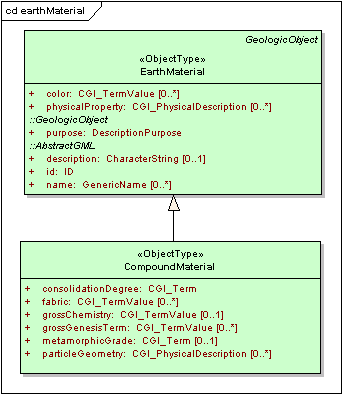 cd earthMaterial
GeologicObject
«ObjectType»
EarthMaterial
+ color: CGI_TermValue [0..*]
+ physicalProperty: CGI_PhysicalDescription [0..*]
::GeologicObject
+ purpose: DescriptionPurpose
::AbstractGML
+ description: CharacterString [0..1]
+ id: ID
+ name: GenericName [0..*]
«ObjectType»
CompoundMaterial
+ consolidationDegree: CGI_Term
+ fabric: CGI_TermValue [0..*]
+ grossChemistry: CGI_TermValue [0..1]
+ grossGenesisTerm: CGI_TermValue [0..*]
+ metamorphicGrade: CGI_Term [0..1]
+ particleGeometry: CGI_PhysicalDescription [0..*]